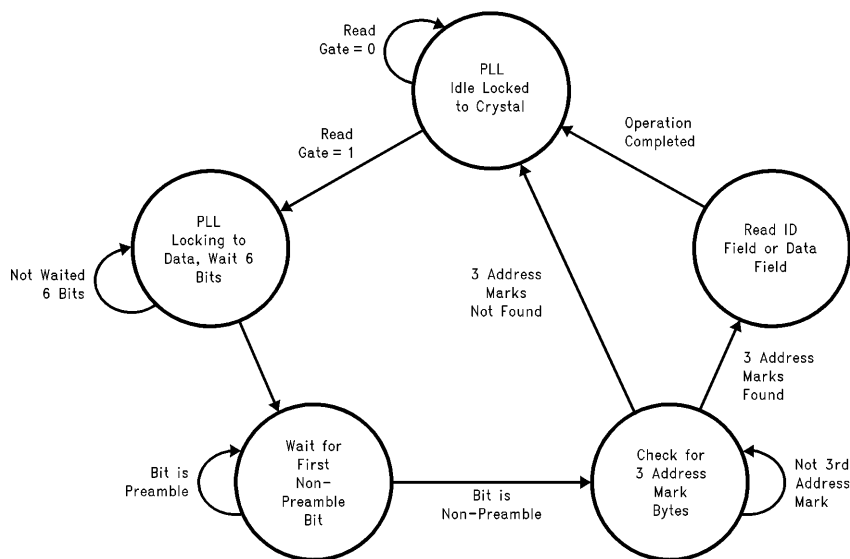 Read
Gate = 0
PLL
Idle Locked
to Crystal
Operation
Completed
Read
Gate = 1
PLL
Locking to
Data, Wait 6
Bits
Read ID
Field or Data
Field
Not Waited
6 Bits
3 Address
Marks
Not Found
3 Address
Marks
Found
Wait for
First
Non-
Preamble
Bit
Check for
3 Address
Mark
Bytes
Bit is
Preamble
Bit is
Non-Preamble
Not 3rd
Address
Mark